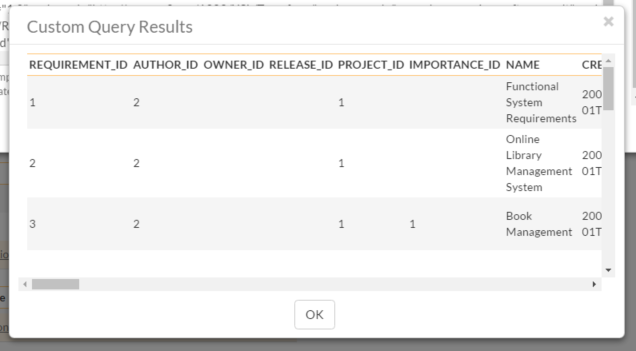 Custom Query Results
×
REQUIREMENT_ID AUTHOR_ID OWNER_ID RELEASE_ID PROJECT_ID IMPORTANCE_ID NAME CRE
1 2 1 Functional System Requirements 200 01T
2 2 1 Online Library Management System 200 01T
3 2 1 1 Book Management 200 01T
OK